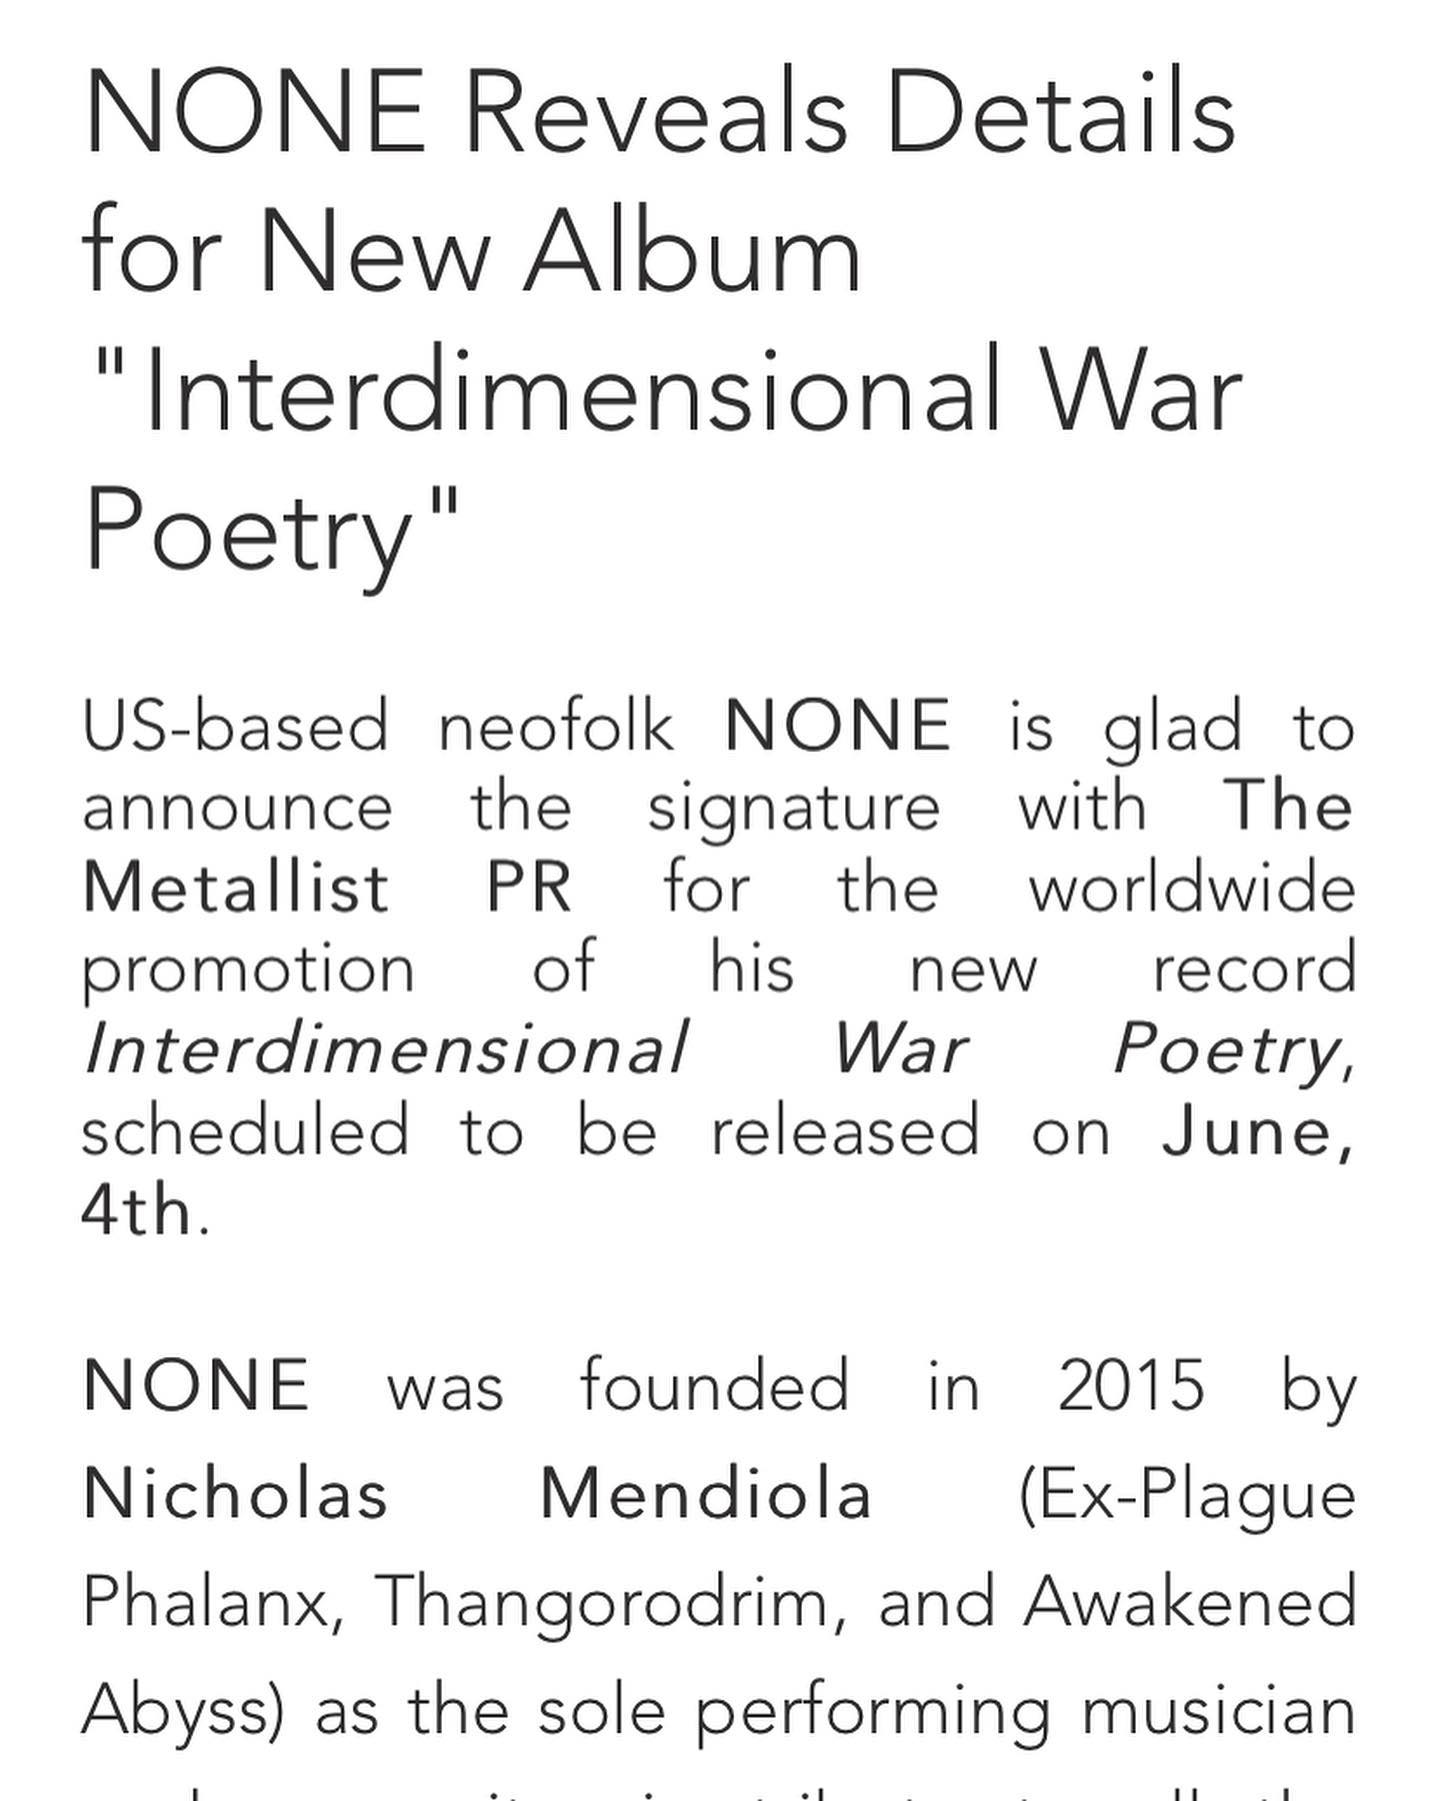 NONE Reveals Details
for New Album
"Interdimensional War
Poetry"
US-based neofolk NONE is glad to
announce the signature with The
Metallist PR for the worldwide
promotion of his new record
Interdimensional War Poetry,
scheduled to be released on June,
4th.
NONE was founded in 2015 by
Nicholas Mendiola (Ex-Plague
Phalanx, Thangorodrim, and Awakened
Abyss) as the sole performing musician